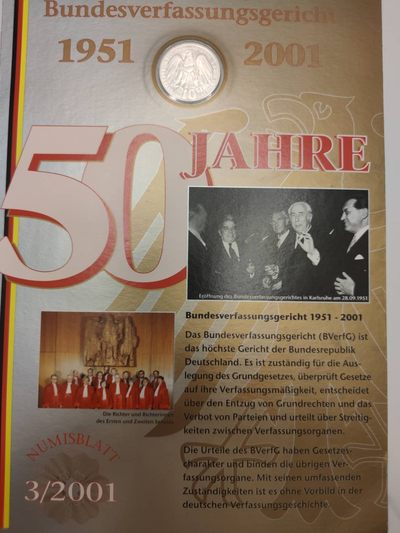 Bundesverfassungsgericht
1951 2001
50 JAHRE
Eröffnung des Bundesverfassungsgerichtes in Karlsruhe am 28.09.1951
Bundesverfassungsgericht 1951 - 2001
Das Bundesverfassungsgericht (BVerfG) ist
das höchste Gericht der Bundesrepublik
Deutschland. Es ist zuständig für die Aus-
legung des Grundgesetzes, überprüft Gesetze
auf ihre Verfassungsmäßigkeit, entscheidet
über den Entzug von Grundrechten und das
Verbot von Parteien und urteilt über Streitig-
keiten zwischen Verfassungsorganen.
Die Urteile des BVerfG haben Gesetzes-
charakter und binden die übrigen Ver-
fassungsorgane. Mit seinen umfassenden
Zuständigkeiten ist es ohne Vorbild in der
deutschen Verfassungsgeschichte.
Die Richter und Richterinnen
des Ersten und Zweiten Senates
NUMISBLATT
3/2001